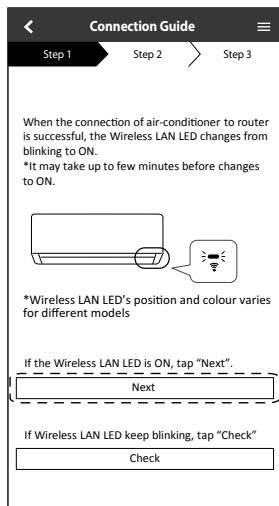 Connection Guide
Step 1 Step 2 Step 3
When the connection of air-conditioner to router
is successful, the Wireless LAN LED changes from
blinking to ON.
*It may take up to few minutes before changes
to ON.
*Wireless LAN LED's position and colour varies
for different models
If the Wireless LAN LED is ON, tap “Next”.
Next
If Wireless LAN LED keep blinking, tap “Check”
Check